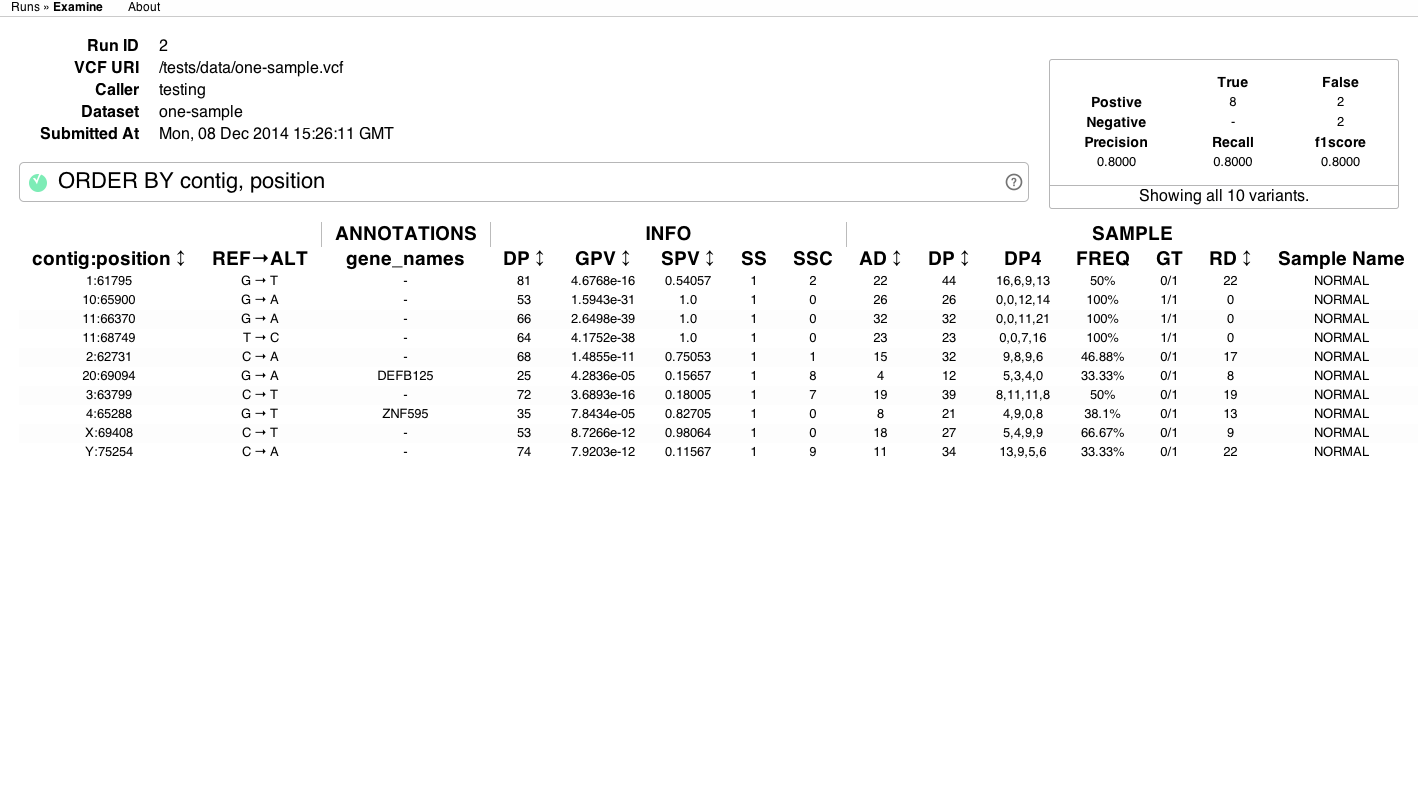 Runs » Examine About
Run ID 2
VCF URI /tests/data/one-sample.vcf
Caller testing
Dataset one-sample
Submitted At Mon, 08 Dec 2014 15:26:11 GMT
True False
Postive 8 2
Negative - 2
Precision Recall f1score
0.8000 0.8000 0.8000
Showing all 10 variants.
ORDER BY contig, position ?
ANNOTATIONS INFO SAMPLE
contig:position ↕ REF→ALT gene_names DP ↕ GPV ↕ SPV ↕ SS SSC AD ↕ DP ↕ DP4 FREQ GT RD ↕ Sample Name
1:61795 G → T - 81 4.6768e-16 0.54057 1 2 22 44 16,6,9,13 50% 0/1 22 NORMAL
10:65900 G → A - 53 1.5943e-31 1.0 1 0 26 26 0,0,12,14 100% 1/1 0 NORMAL
11:66370 G → A - 66 2.6498e-39 1.0 1 0 32 32 0,0,11,21 100% 1/1 0 NORMAL
11:68749 T → C - 64 4.1752e-38 1.0 1 0 23 23 0,0,7,16 100% 1/1 0 NORMAL
2:62731 C → A - 68 1.4855e-11 0.75053 1 1 15 32 9,8,9,6 46.88% 0/1 17 NORMAL
20:69094 G → A DEFB125 25 4.2836e-05 0.15657 1 8 4 12 5,3,4,0 33.33% 0/1 8 NORMAL
3:63799 C → T - 72 3.6893e-16 0.18005 1 7 19 39 8,11,11,8 50% 0/1 19 NORMAL
4:65288 G → T ZNF595 35 7.8434e-05 0.82705 1 0 8 21 4,9,0,8 38.1% 0/1 13 NORMAL
X:69408 C → T - 53 8.7266e-12 0.98064 1 0 18 27 5,4,9,9 66.67% 0/1 9 NORMAL
Y:75254 C → A - 74 7.9203e-12 0.11567 1 9 11 34 13,9,5,6 33.33% 0/1 22 NORMAL